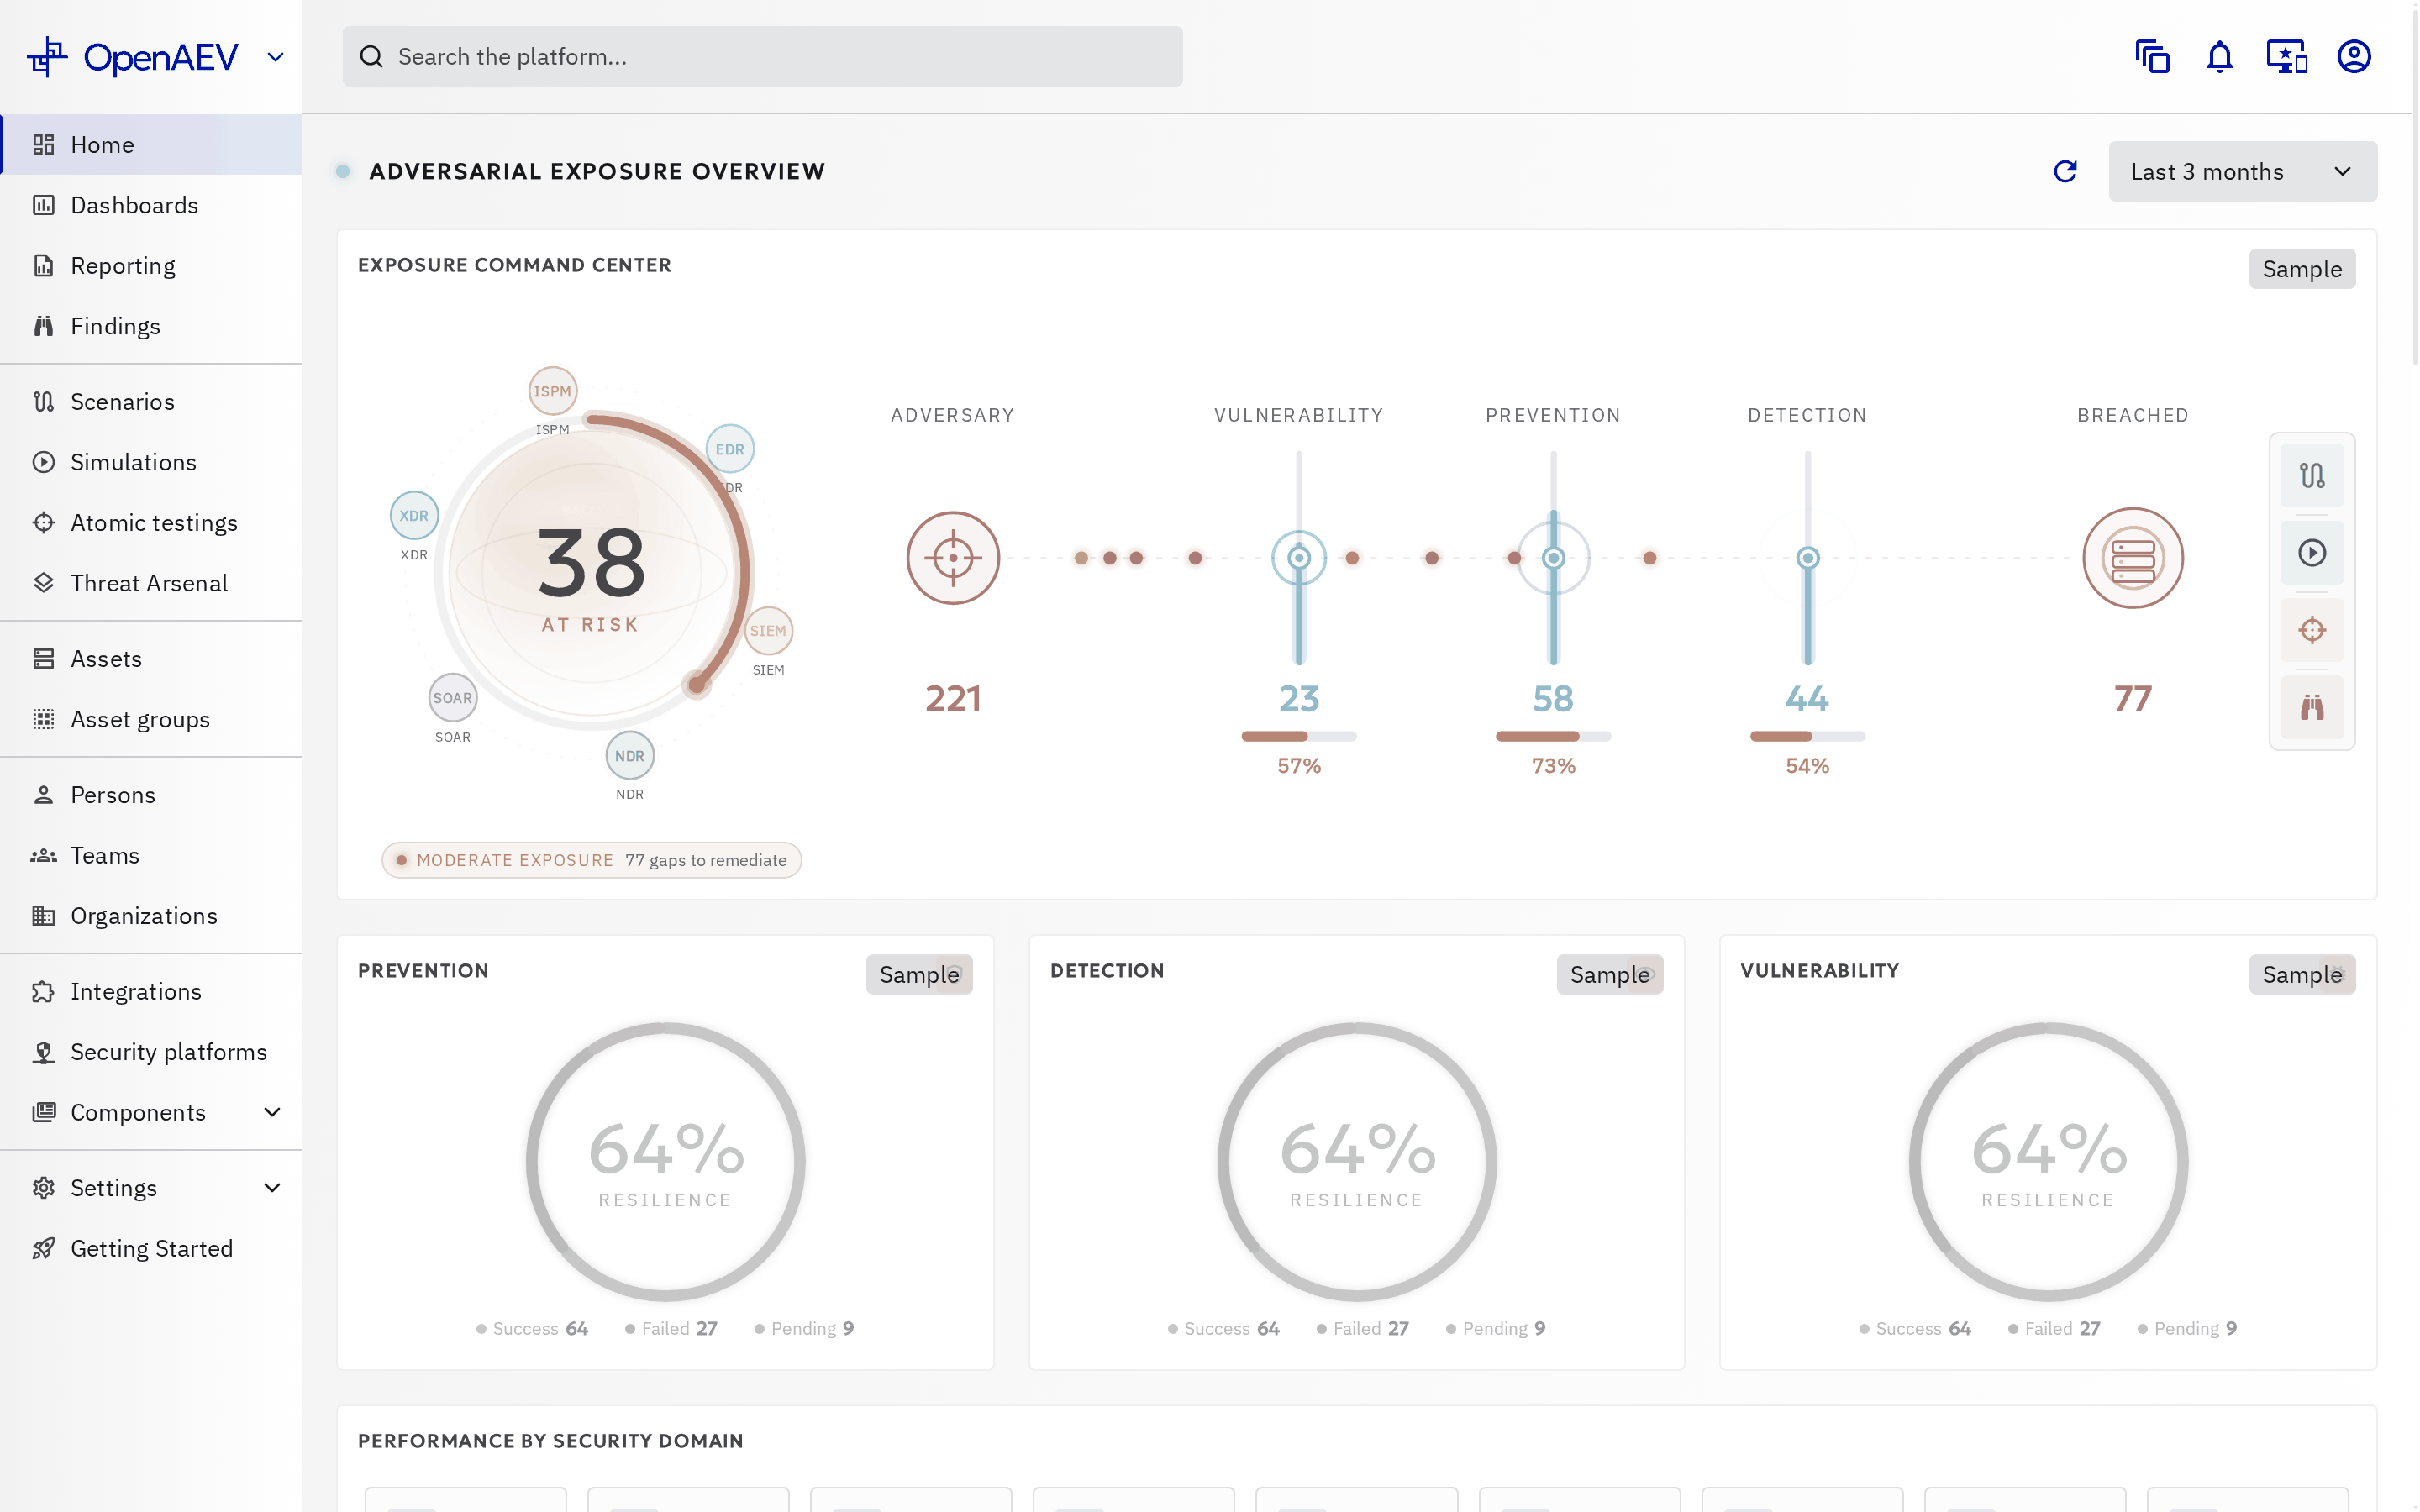 OpenAEV
Search the platform...
Home
Dashboards
Reporting
Findings
Scenarios
Simulations
Atomic testings
Threat Arsenal
Assets
Asset groups
Persons
Teams
Organizations
Integrations
Security platforms
Components
Settings
Getting Started
ADVERSARIAL EXPOSURE OVERVIEW
Last 3 months
EXPOSURE COMMAND CENTER
Sample
ISPM
ISPM
EDR
DR
XDR
XDR
38
AT RISK
SIEM
SIEM
SOAR
SOAR
NDR
NDR
MODERATE EXPOSURE 77 gaps to remediate
ADVERSARY
221
VULNERABILITY
23
57%
PREVENTION
58
73%
DETECTION
44
54%
BREACHED
77
PREVENTION
Sample
64%
RESILIENCE
Success 64 Failed 27 Pending 9
DETECTION
Sample
64%
RESILIENCE
Success 64 Failed 27 Pending 9
VULNERABILITY
Sample
64%
RESILIENCE
Success 64 Failed 27 Pending 9
PERFORMANCE BY SECURITY DOMAIN